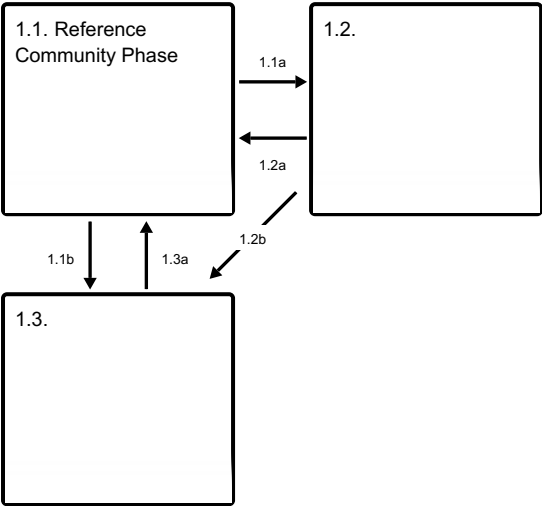 1.1. Reference
Community Phase
1.2.
1.1a
1.2a
1.2b
1.1b
1.3a
1.3.